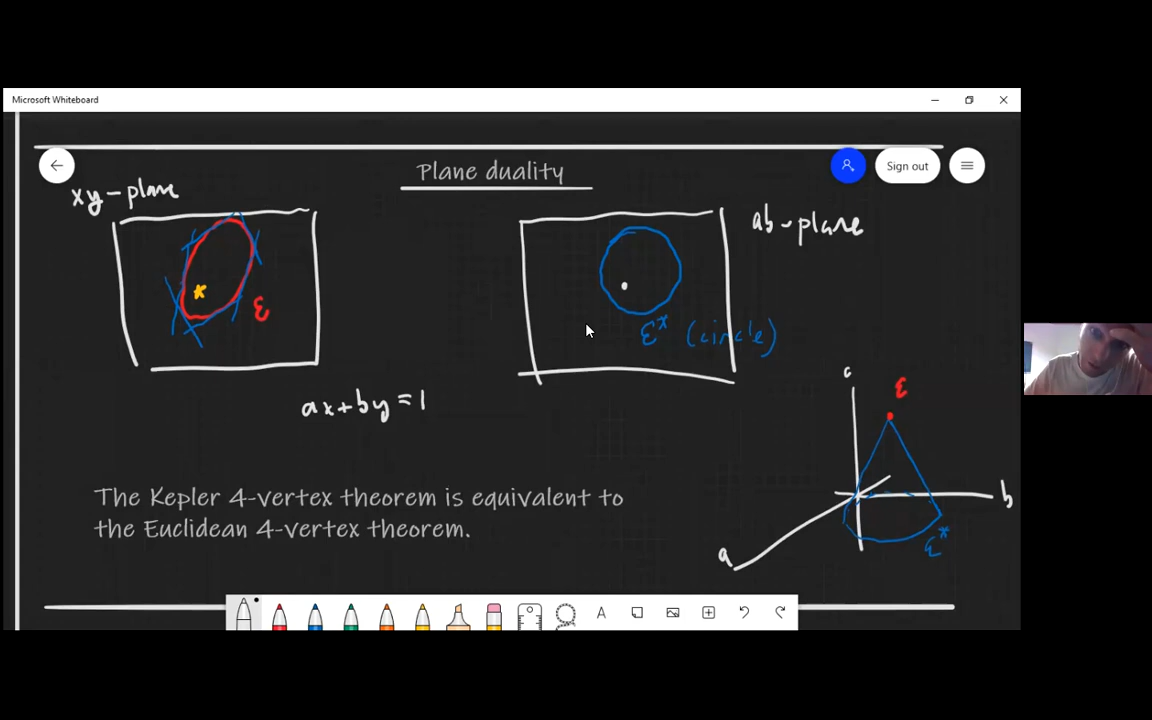 Microsoft Whiteboard
Plane duality
Sign out
xy-plane
ab-plane
ε
ε* (circle)
ax+by=1
c
ε
b
a
ε*
The Kepler 4-vertex theorem is equivalent to
the Euclidean 4-vertex theorem.
A